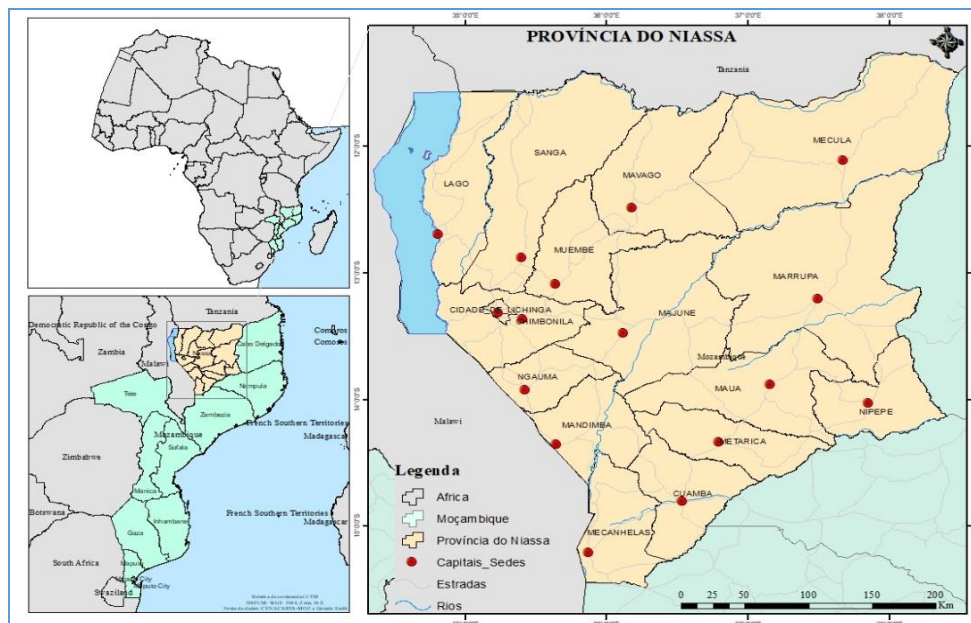 PROVÍNCIA DO NIASSA
35°0'0"E
36°0'0"E
37°0'0"E
38°0'0"E
12°0'0"S
13°0'0"S
14°0'0"S
15°0'0"S
Tanzania
MECULA
SANGA
MAVAGO
LAGO
MUEMBE
MARRUPA
CIDADE DE LICHINGA
CHIMBONILA
MAJUNE
Mozambique
NGAUMA
MAUA
NIPEPE
Malawi
MANDIMBA
METARICA
CUAMBA
MECANHELAS
Legenda
Africa
Moçambique
Província do Niassa
Capitais_Sedes
Estradas
Rios
0 25 50 100 150 200
Km
Tanzania
Democratic Republic of the Congo
Comoros
Comoros
Zambia
Niassa
Cabo Delgado
Malawi
Nampula
Tete
Zambezia
French Southern Territories
Mozambique
Madagascar
Zimbabwe
Sofala
Manica
Botswana
Inhambane
French Southern Territories
Madagascar
Gaza
South Africa
Maputo
Maputo City
Maputo City
Swaziland